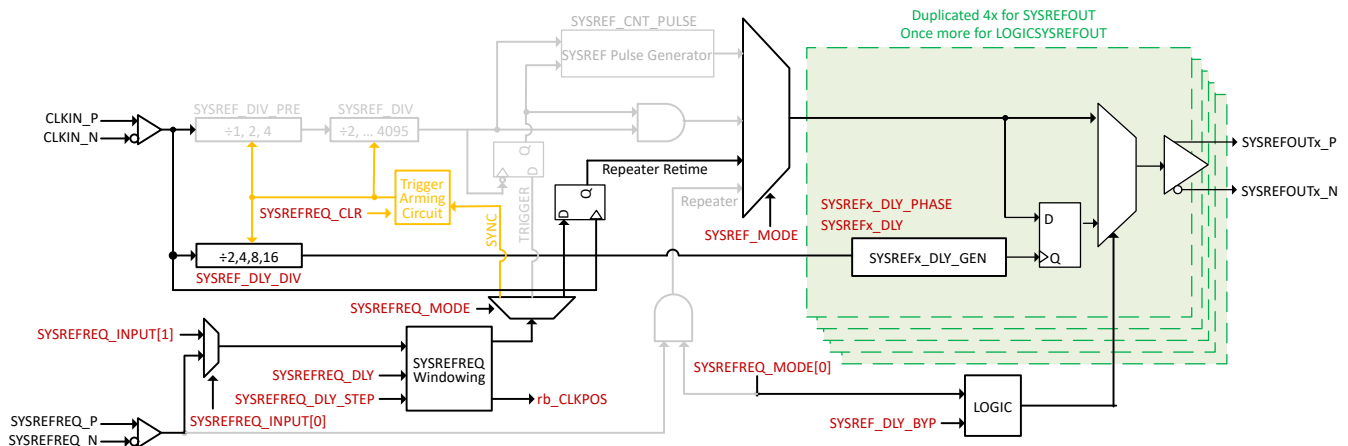 Duplicated 4x for SYSREFOUT
Once more for LOGICSYSREFOUT
SYSREF_CNT_PULSE
SYSREF Pulse Generator
SYSREF_DIV_PRE
÷1, 2, 4
SYSREF_DIV
÷2, ... 4095
CLKIN_P
CLKIN_N
Q
D
TRIGGER
Trigger
Arming
Circuit
SYSREFREQ_CLR
SYNC
Repeater Retime
Q
D
Repeater
SYSREF_MODE
SYSREFx_DLY_PHASE
SYSREFx_DLY
SYSREFx_DLY_GEN
D
Q
SYSREFOUTx_P
SYSREFOUTx_N
÷2,4,8,16
SYSREF_DLY_DIV
SYSREFREQ_MODE
SYSREFREQ_INPUT[1]
SYSREFREQ
Windowing
SYSREFREQ_DLY
SYSREFREQ_DLY_STEP
rb_CLKPOS
SYSREFREQ_INPUT[0]
SYSREFREQ_P
SYSREFREQ_N
SYSREFREQ_MODE[0]
LOGIC
SYSREF_DLY_BYP